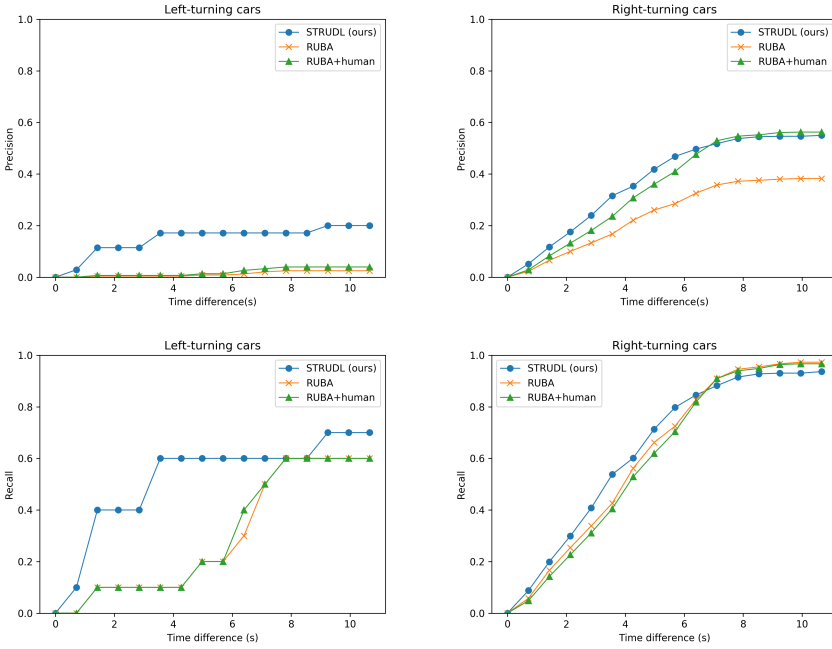 Left-turning cars
1.0
0.8
0.6
0.4
0.2
0.0
Precision
STRUDL (ours)
RUBA
RUBA+human
0 2 4 6 8 10
Time difference(s)
Right-turning cars
1.0
0.8
0.6
0.4
0.2
0.0
Precision
STRUDL (ours)
RUBA
RUBA+human
0 2 4 6 8 10
Time difference(s)
Left-turning cars
1.0
0.8
0.6
0.4
0.2
0.0
Recall
STRUDL (ours)
RUBA
RUBA+human
0 2 4 6 8 10
Time difference (s)
Right-turning cars
1.0
0.8
0.6
0.4
0.2
0.0
Recall
STRUDL (ours)
RUBA
RUBA+human
0 2 4 6 8 10
Time difference (s)